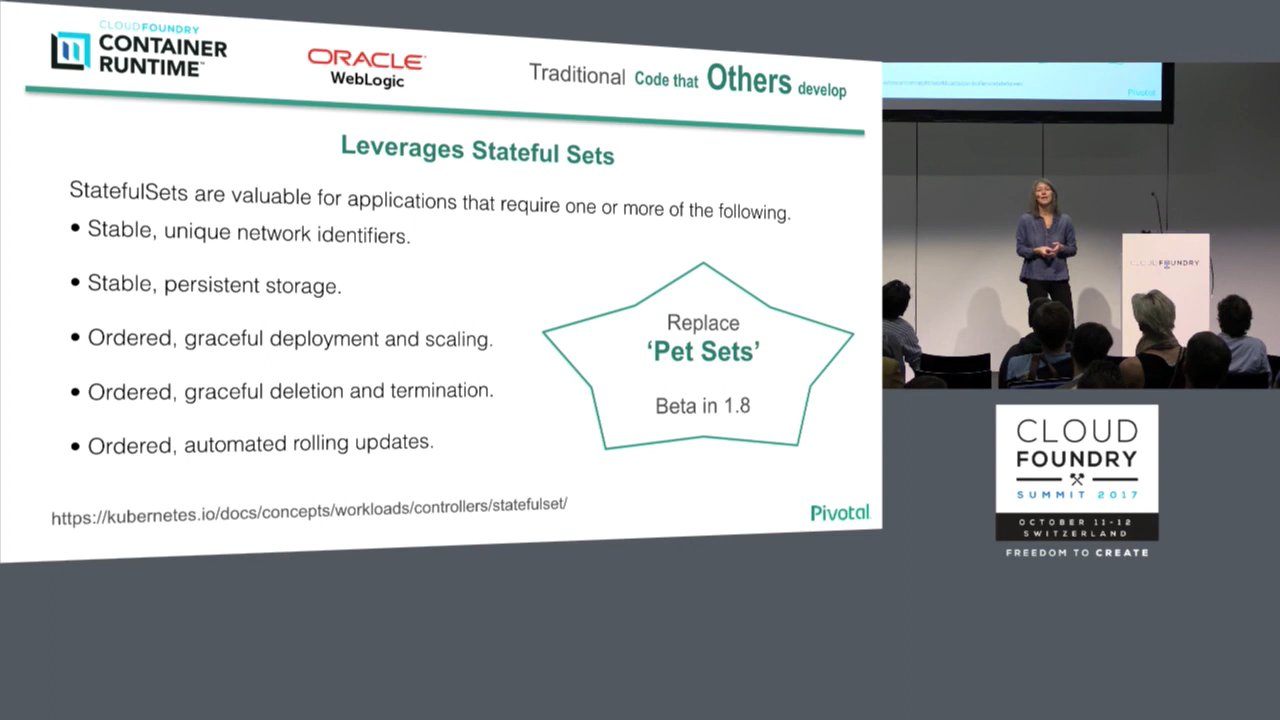 CLOUDFOUNDRY
CONTAINER
RUNTIME™
ORACLE
WebLogic
Traditional Code that Others develop
Leverages Stateful Sets
StatefulSets are valuable for applications that require one or more of the following.
• Stable, unique network identifiers.
• Stable, persistent storage.
• Ordered, graceful deployment and scaling.
• Ordered, graceful deletion and termination.
• Ordered, automated rolling updates.
Replace
‘Pet Sets’
Beta in 1.8
https://kubernetes.io/docs/concepts/workloads/controllers/statefulset/
Pivotal
Pivotal
CLOUD FOUNDRY
CLOUD
FOUNDRY
SUMMIT 2017
OCTOBER 11-12
SWITZERLAND
FREEDOM TO CREATE